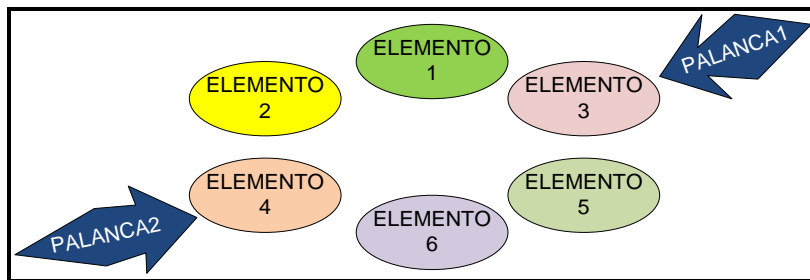 ELEMENTO
1
PALANCA1
ELEMENTO
2
ELEMENTO
3
ELEMENTO
4
ELEMENTO
5
PALANCA2
ELEMENTO
6